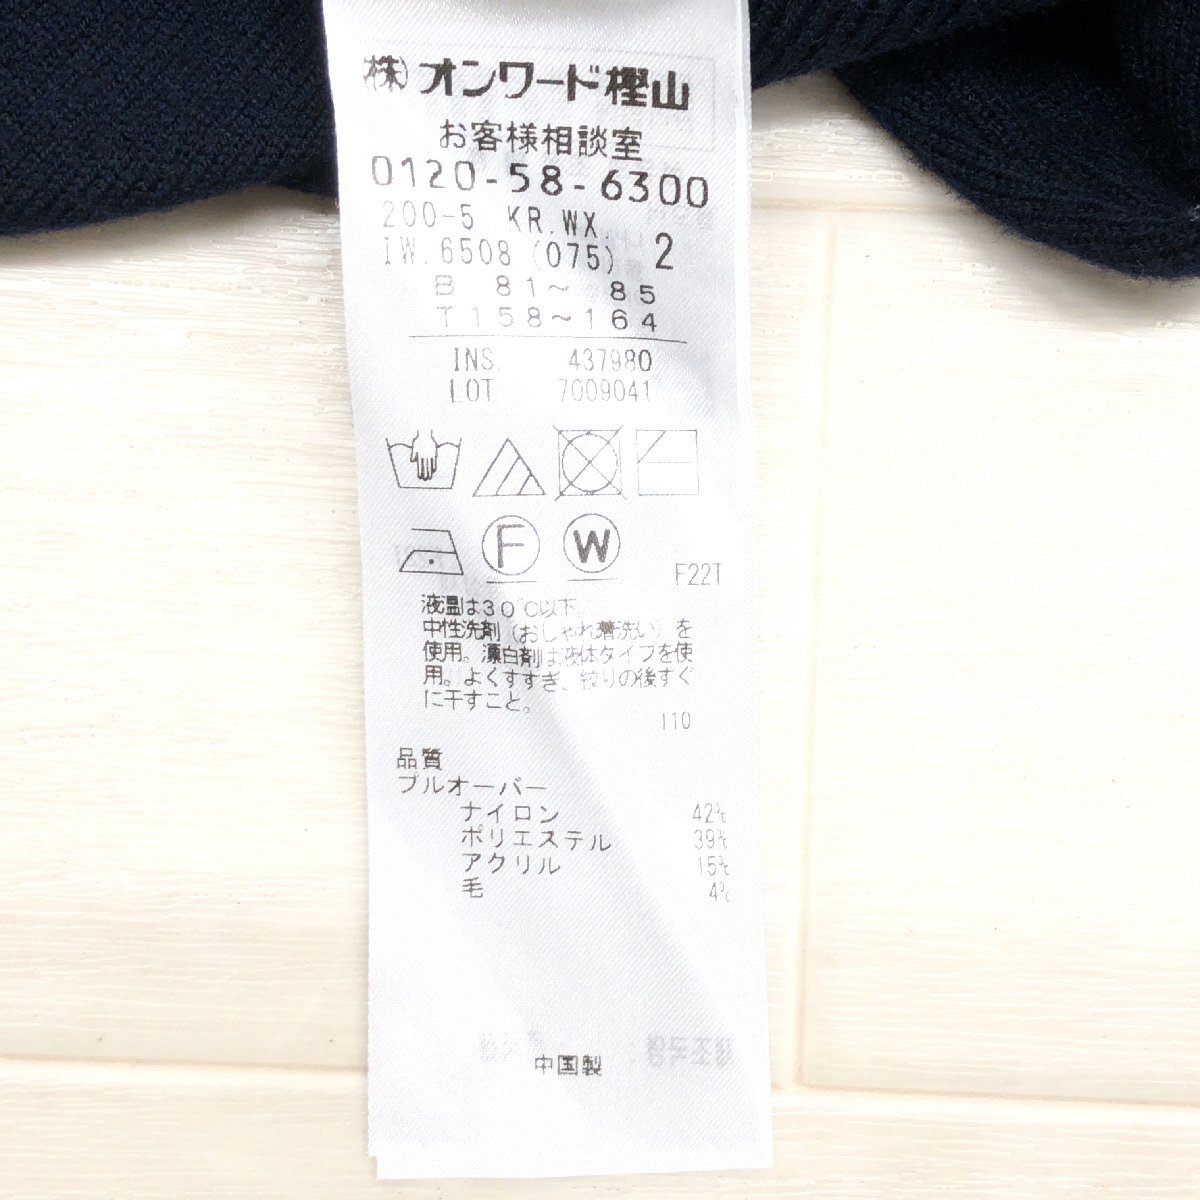 (株)オンワード樫山
お客様相談室
0120-58-6300
200-5 KR.WX.
IW.6508 (075) 2
B 81～ 85
T 158～164
INS. 437980
LOT 7009041
F
W
F22T
液温は30℃以下。
中性洗剤（おしゃれ着洗い）を
使用。漂白剤は液体タイプを使
用。よくすすぎ、絞りの後すぐ
に干すこと。
110
品質
プルオーバー
ナイロン 42%
ポリエステル 39%
アクリル 15%
毛 4%
中国製